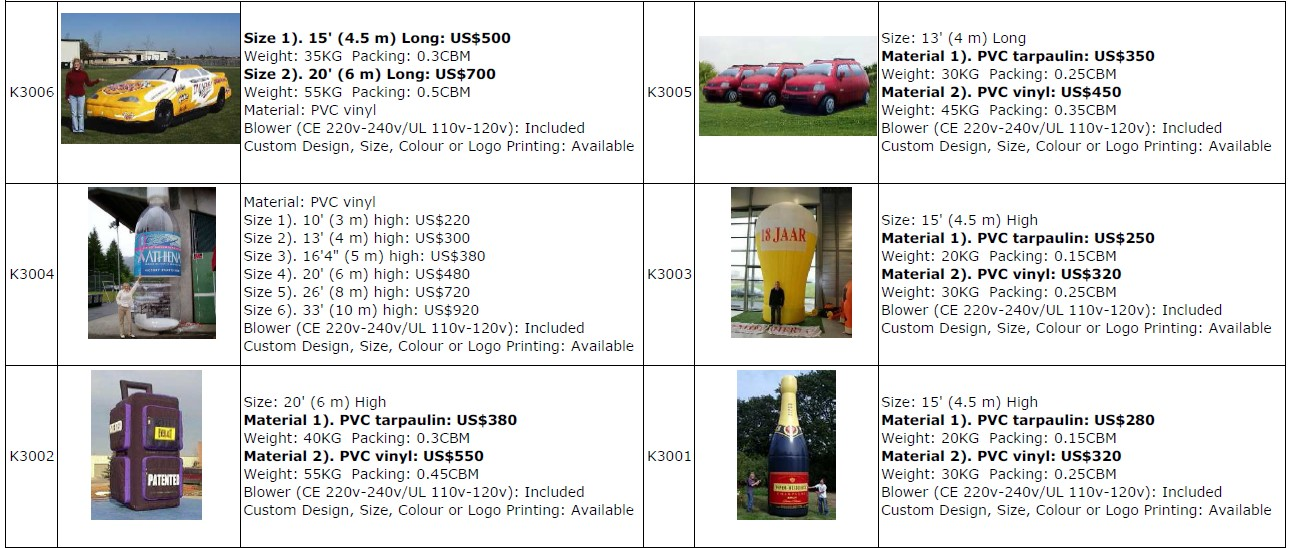 K3006
Size 1). 15' (4.5 m) Long: US$500
Weight: 35KG Packing: 0.3CBM
Size 2). 20' (6 m) Long: US$700
Weight: 55KG Packing: 0.5CBM
Material: PVC vinyl
Blower (CE 220v-240v/UL 110v-120v): Included
Custom Design, Size, Colour or Logo Printing: Available
K3005
Size: 13' (4 m) Long
Material 1). PVC tarpaulin: US$350
Weight: 30KG Packing: 0.25CBM
Material 2). PVC vinyl: US$450
Weight: 45KG Packing: 0.35CBM
Blower (CE 220v-240v/UL 110v-120v): Included
Custom Design, Size, Colour or Logo Printing: Available
K3004
ATHENA
Material: PVC vinyl
Size 1). 10' (3 m) high: US$220
Size 2). 13' (4 m) high: US$300
Size 3). 16'4" (5 m) high: US$380
Size 4). 20' (6 m) high: US$480
Size 5). 26' (8 m) high: US$720
Size 6). 33' (10 m) high: US$920
Blower (CE 220v-240v/UL 110v-120v): Included
Custom Design, Size, Colour or Logo Printing: Available
K3003
18 JAAR
Size: 15' (4.5 m) High
Material 1). PVC tarpaulin: US$250
Weight: 20KG Packing: 0.15CBM
Material 2). PVC vinyl: US$320
Weight: 30KG Packing: 0.25CBM
Blower (CE 220v-240v/UL 110v-120v): Included
Custom Design, Size, Colour or Logo Printing: Available
K3002
PATENTED
Size: 20' (6 m) High
Material 1). PVC tarpaulin: US$380
Weight: 40KG Packing: 0.3CBM
Material 2). PVC vinyl: US$550
Weight: 55KG Packing: 0.45CBM
Blower (CE 220v-240v/UL 110v-120v): Included
Custom Design, Size, Colour or Logo Printing: Available
K3001
PIPER-HEIDSIECK
CHAMPAGNE
Size: 15' (4.5 m) High
Material 1). PVC tarpaulin: US$280
Weight: 20KG Packing: 0.15CBM
Material 2). PVC vinyl: US$320
Weight: 30KG Packing: 0.25CBM
Blower (CE 220v-240v/UL 110v-120v): Included
Custom Design, Size, Colour or Logo Printing: Available